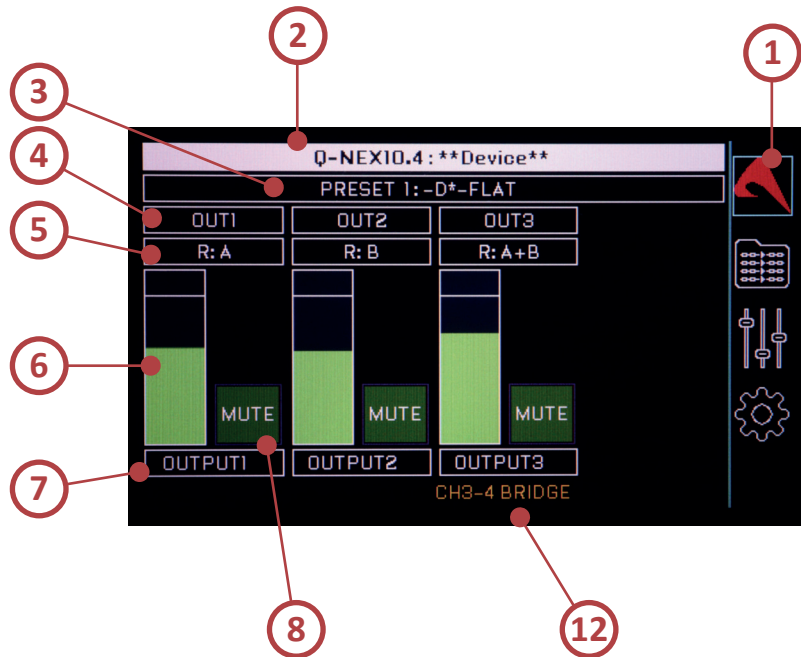 2
1
3
Q-NEX10.4:**Device**
4
PRESET 1:-D*-FLAT
OUT1 OUT2 OUT3
5
R: A R: B R: A+B
6
MUTE MUTE MUTE
7
OUTPUT1 OUTPUT2 OUTPUT3
CH3-4 BRIDGE
8
12